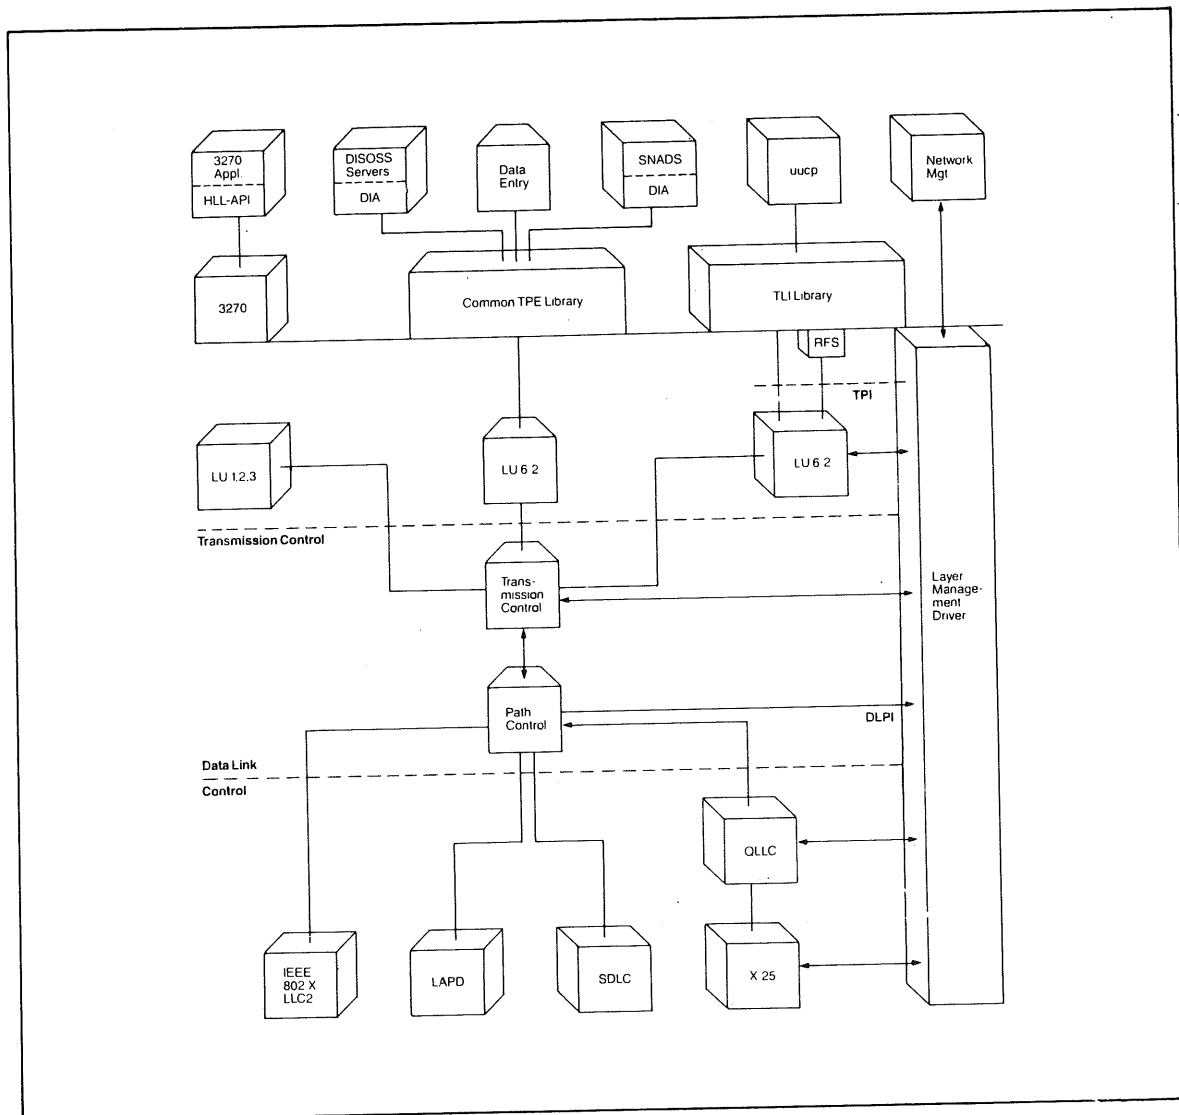 3270
Appl.
HLL-API
DISOSS
Servers
DIA
Data
Entry
SNADS
DIA
uucp
Network
Mgt
3270
Common TPE Library
TLI Library
RFS
TPI
LU 1.2.3
LU 6 2
LU 6 2
Transmission Control
Trans-
mission
Control
Layer
Manage-
ment
Driver
Path
Control
DLPI
Data Link
Control
QLLC
IEEE
802 X
LLC2
LAPD
SDLC
X 25